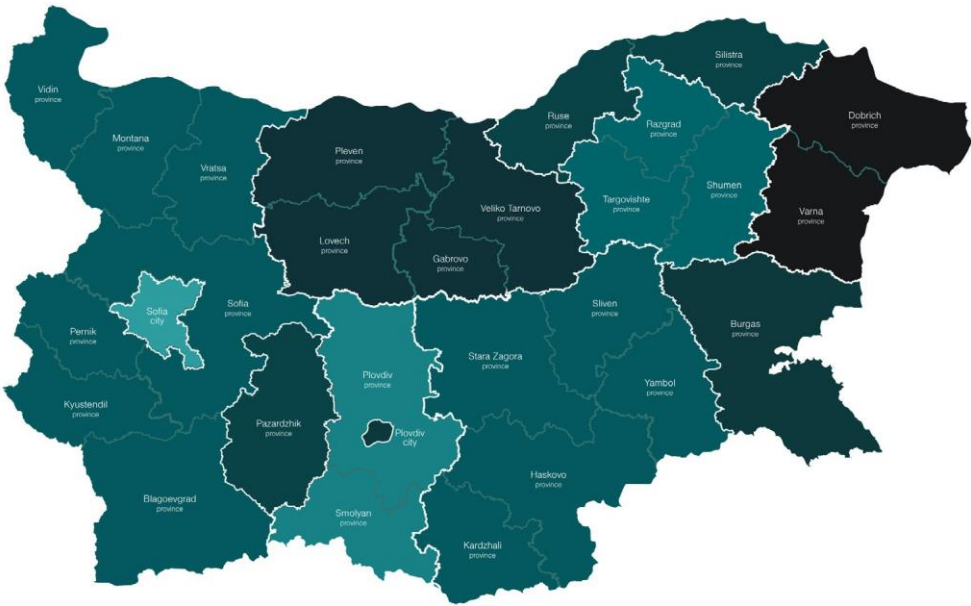 Silistra
province
Vidin
province
Dobrich
province
Ruse
province
Razgrad
province
Montana
province
Pleven
province
Vratsa
province
Shumen
province
Targovishte
province
Veliko Tarnovo
province
Varna
province
Lovech
province
Gabrovo
province
Sofia
city
Sofia
province
Sliven
province
Burgas
province
Pernik
province
Stara Zagora
province
Plovdiv
province
Yambol
province
Kyustendil
province
Pazardzhik
province
Plovdiv
city
Haskovo
province
Blagoevgrad
province
Smolyan
province
Kardzhali
province